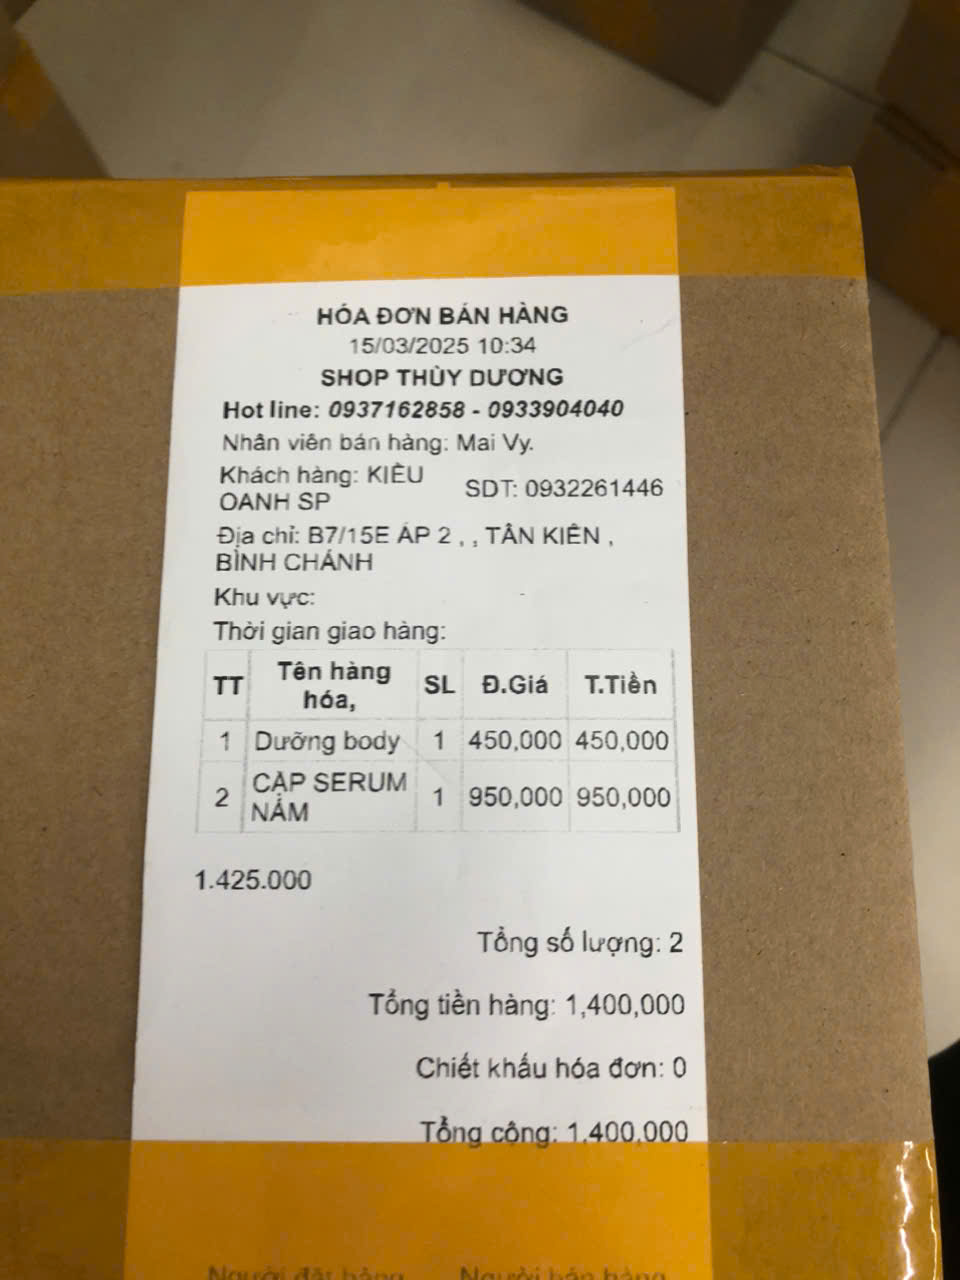 HÓA ĐƠN BÁN HÀNG
15/03/2025 10:34
SHOP THÙY DƯƠNG
Hot line: 0937162858 - 0933904040
Nhân viên bán hàng: Mai Vy.
Khách hàng: KIỀU OANH SP SDT: 0932261446
Địa chỉ: B7/15E ẤP 2 , , TÂN KIÊN ,
BÌNH CHÁNH
Khu vực:
Thời gian giao hàng:
TT Tên hàng hóa, SL Đ.Giá T.Tiền
1 Dưỡng body 1 450,000 450,000
2 CẶP SERUM NÁM 1 950,000 950,000
1.425.000
Tổng số lượng: 2
Tổng tiền hàng: 1,400,000
Chiết khấu hóa đơn: 0
Tổng cộng: 1,400,000
Người đặt hàng Người bán hàng